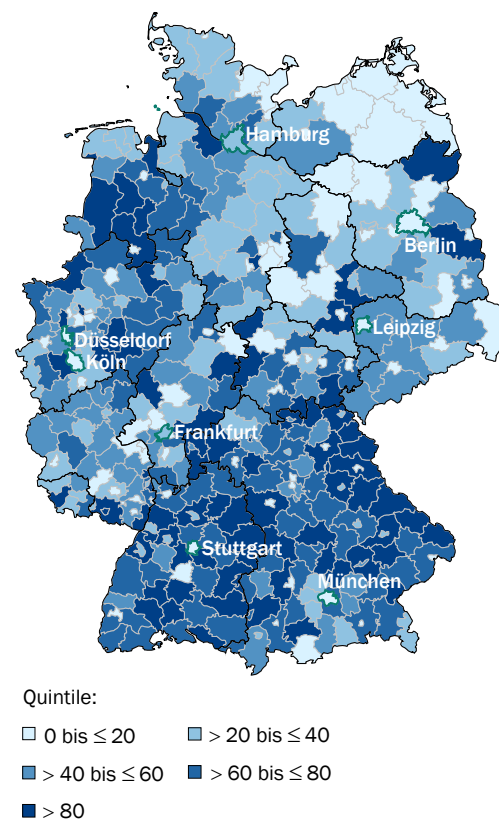 Hamburg
Berlin
Leipzig
Düsseldorf
Köln
Frankfurt
Stuttgart
München
Quintile:
0 bis ≤ 20
> 20 bis ≤ 40
> 40 bis ≤ 60
> 60 bis ≤ 80
> 80